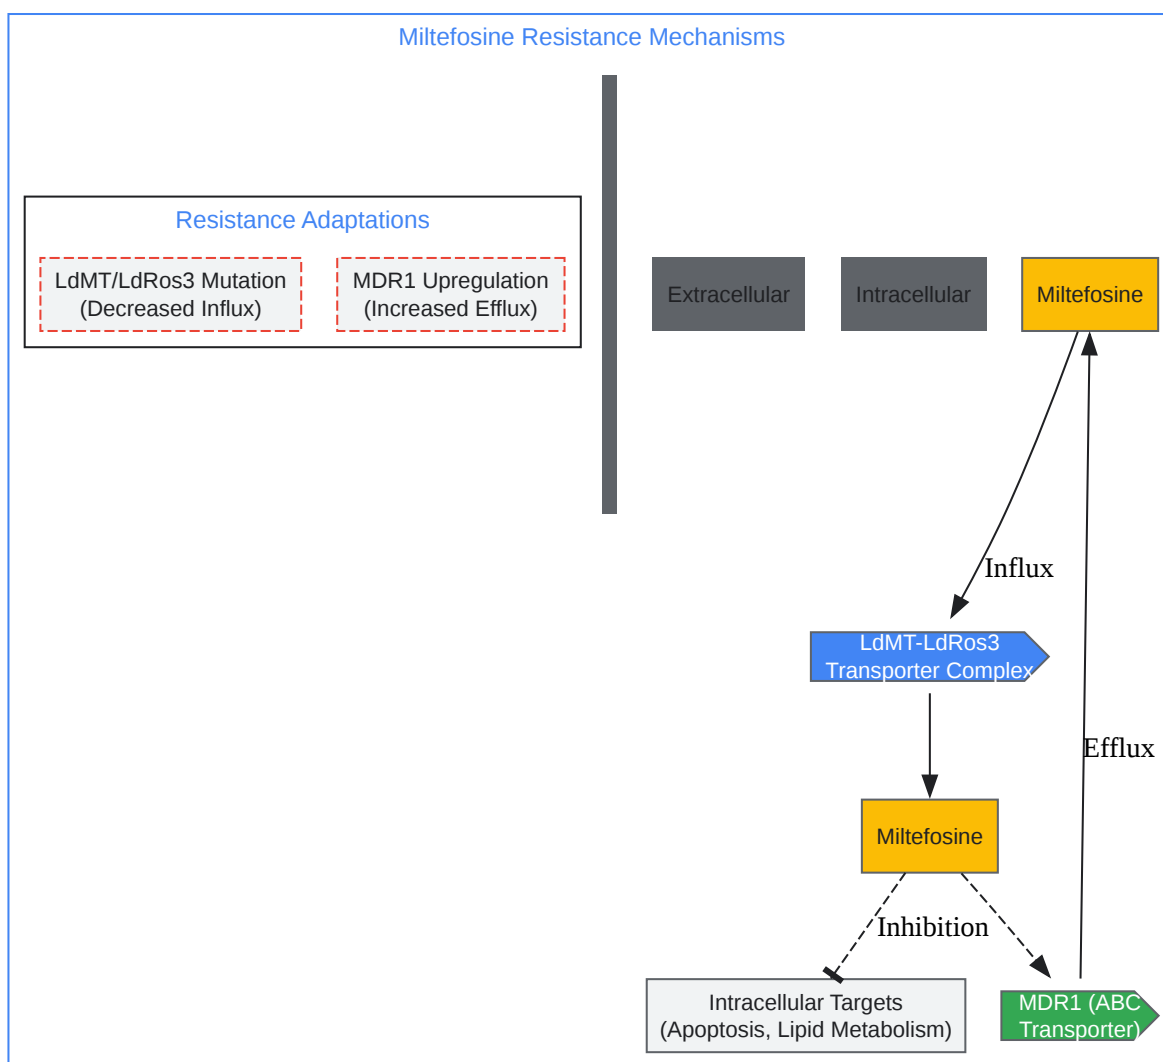 Miltefosine Resistance Mechanisms
Resistance Adaptations
LdMT/LdRos3 Mutation
(Decreased Influx)
MDR1 Upregulation
(Increased Efflux)
Extracellular
Intracellular
Miltefosine
Influx
LdMT-LdRos3
Transporter Complex
Efflux
Miltefosine
Inhibition
Intracellular Targets
(Apoptosis, Lipid Metabolism)
MDR1 (ABC
Transporter)